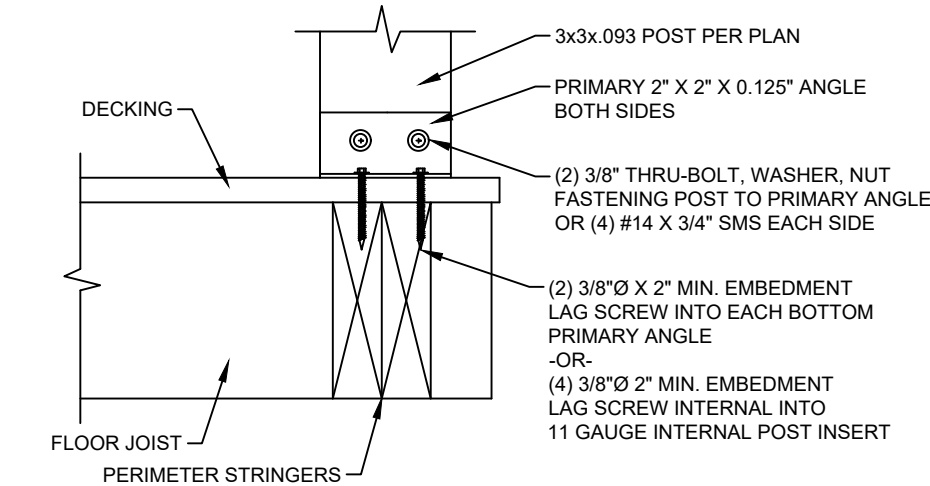 3x3x.093 POST PER PLAN
PRIMARY 2" X 2" X 0.125" ANGLE
BOTH SIDES
DECKING
(2) 3/8" THRU-BOLT, WASHER, NUT
FASTENING POST TO PRIMARY ANGLE
OR (4) #14 X 3/4" SMS EACH SIDE
(2) 3/8"Ø X 2" MIN. EMBEDMENT
LAG SCREW INTO EACH BOTTOM
PRIMARY ANGLE
-OR-
(4) 3/8"Ø 2" MIN. EMBEDMENT
LAG SCREW INTERNAL INTO
11 GAUGE INTERNAL POST INSERT
FLOOR JOIST
PERIMETER STRINGERS